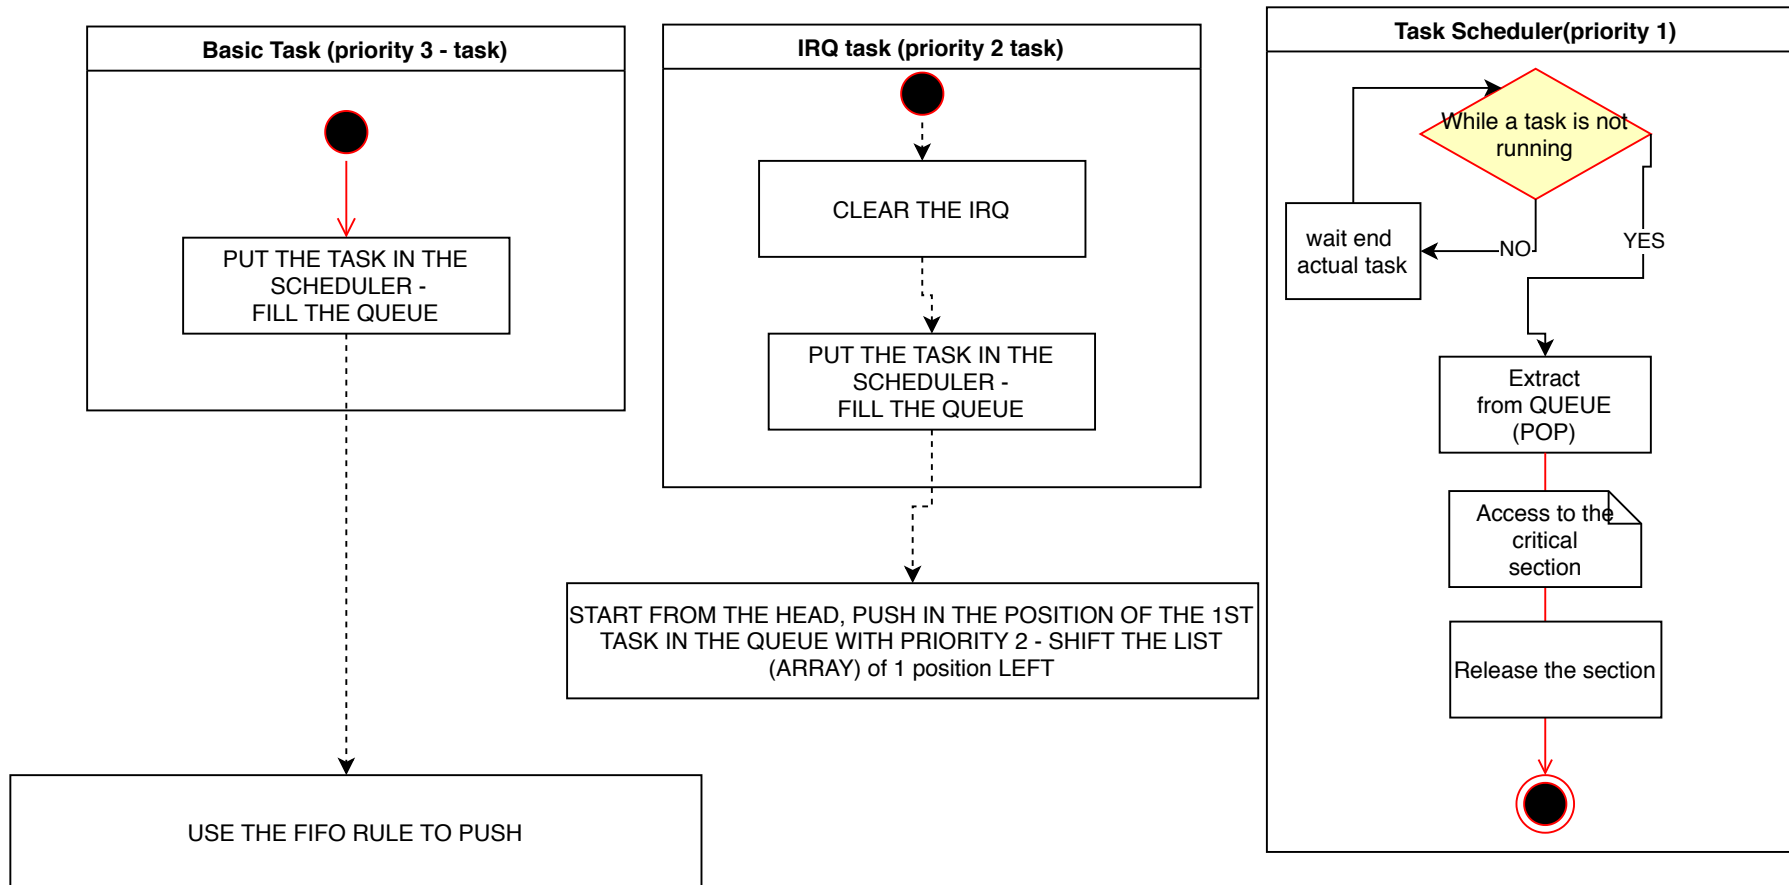 Basic Task (priority 3 - task)
PUT THE TASK IN THE
SCHEDULER -
FILL THE QUEUE
USE THE FIFO RULE TO PUSH
IRQ task (priority 2 task)
CLEAR THE IRQ
PUT THE TASK IN THE
SCHEDULER -
FILL THE QUEUE
START FROM THE HEAD, PUSH IN THE POSITION OF THE 1ST
TASK IN THE QUEUE WITH PRIORITY 2 - SHIFT THE LIST
(ARRAY) of 1 position LEFT
Task Scheduler(priority 1)
While a task is not
running
wait end
actual task
NO
YES
Extract
from QUEUE
(POP)
Access to the
critical
section
Release the section